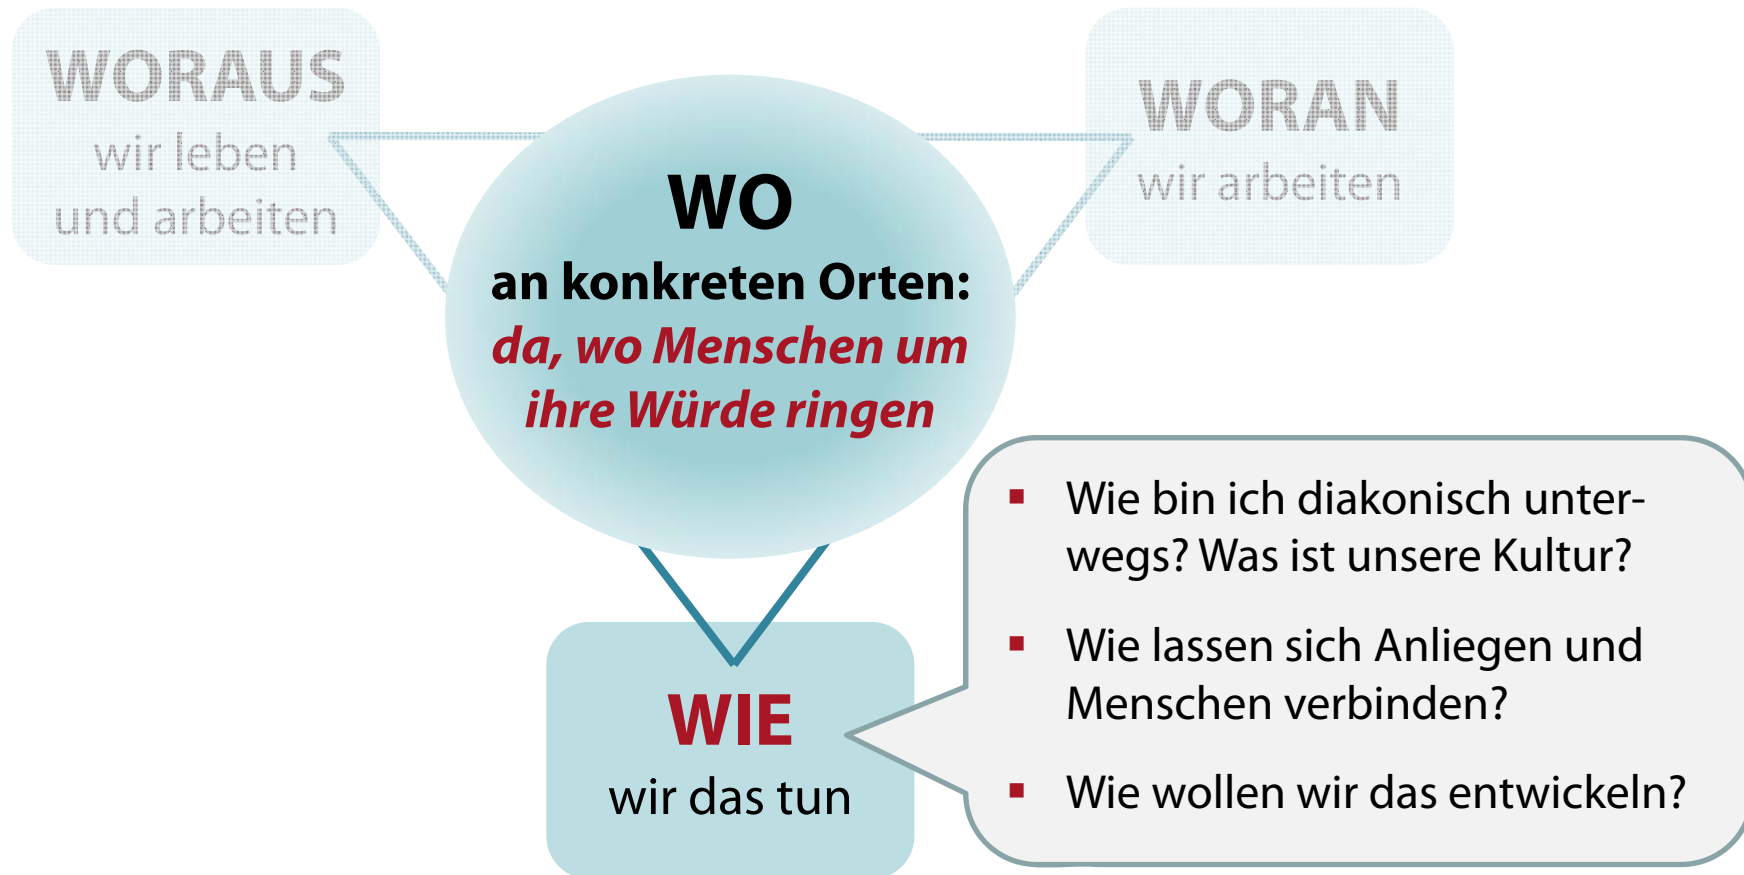 WORAUS
wir leben
und arbeiten
WORAN
wir arbeiten
WO
an konkreten Orten:
da, wo Menschen um
ihre Würde ringen
WIE
wir das tun
▪ Wie bin ich diakonisch unter-
wegs? Was ist unsere Kultur?
▪ Wie lassen sich Anliegen und
Menschen verbinden?
▪ Wie wollen wir das entwickeln?